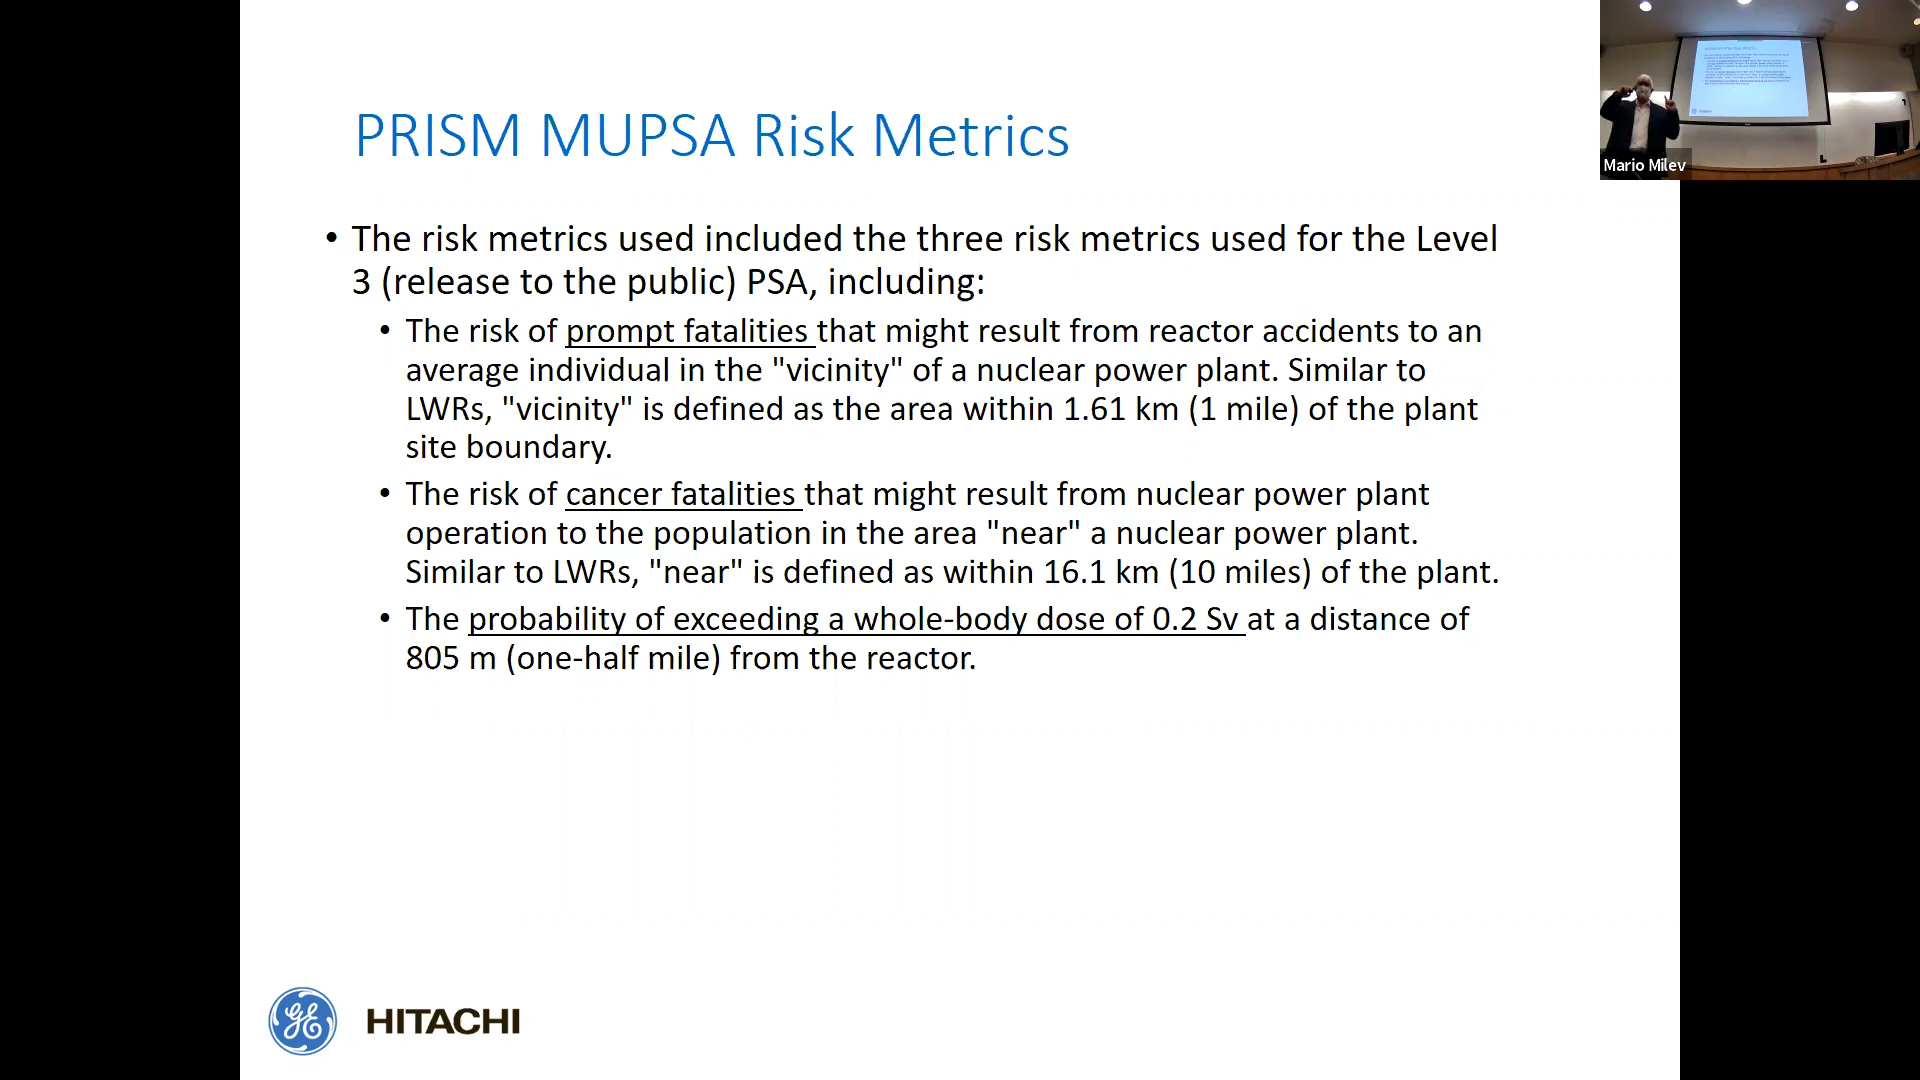 PRISM MUPSA Risk Metrics
• The risk metrics used included the three risk metrics used for the Level
3 (release to the public) PSA, including:
• The risk of prompt fatalities that might result from reactor accidents to an
average individual in the "vicinity" of a nuclear power plant. Similar to
LWRs, "vicinity" is defined as the area within 1.61 km (1 mile) of the plant
site boundary.
• The risk of cancer fatalities that might result from nuclear power plant
operation to the population in the area "near" a nuclear power plant.
Similar to LWRs, "near" is defined as within 16.1 km (10 miles) of the plant.
• The probability of exceeding a whole-body dose of 0.2 Sv at a distance of
805 m (one-half mile) from the reactor.
GE HITACHI
Mario Milev